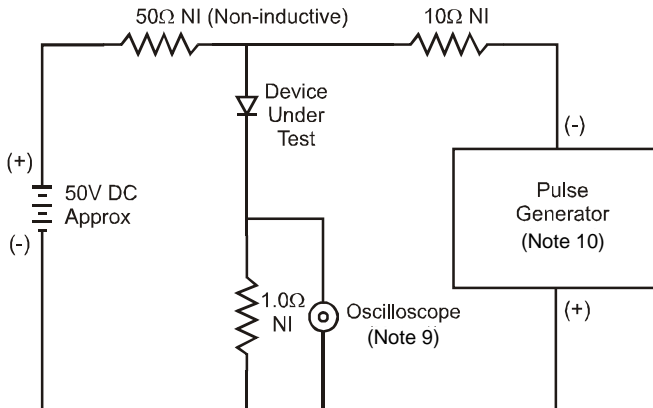 50Ω NI (Non-inductive)
10Ω NI
Device
Under
Test
(-)
(+)
50V DC
Approx
(-)
Pulse
Generator
(Note 10)
1.0Ω
NI
Oscilloscope
(Note 9)
(+)